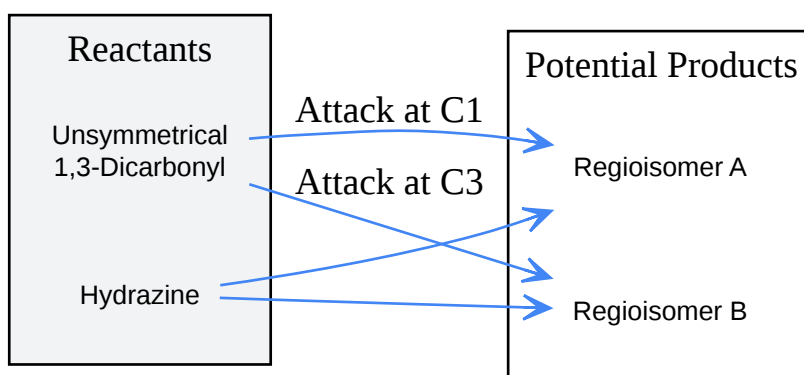 Reactants
Unsymmetrical
1,3-Dicarbonyl
Hydrazine
Attack at C1
Attack at C3
Potential Products
Regioisomer A
Regioisomer B